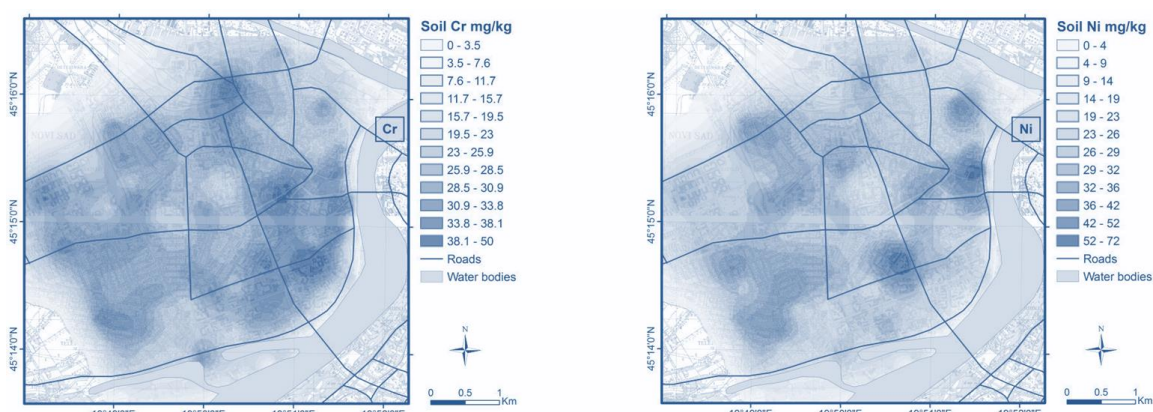 Soil Cr mg/kg
0 - 3.5
3.5 - 7.6
7.6 - 11.7
11.7 - 15.7
15.7 - 19.5
19.5 - 23
23 - 25.9
25.9 - 28.5
28.5 - 30.9
30.9 - 33.8
33.8 - 38.1
38.1 - 50
Roads
Water bodies
N
0 0.5 1
Km
Cr
NOVI SAD
45°16'0"N
45°15'0"N
45°14'0"N
Soil Ni mg/kg
0 - 4
4 - 9
9 - 14
14 - 19
19 - 23
23 - 26
26 - 29
29 - 32
32 - 36
36 - 42
42 - 52
52 - 72
Roads
Water bodies
N
0 0.5 1
Km
Ni
45°16'0"N
45°15'0"N
45°14'0"N